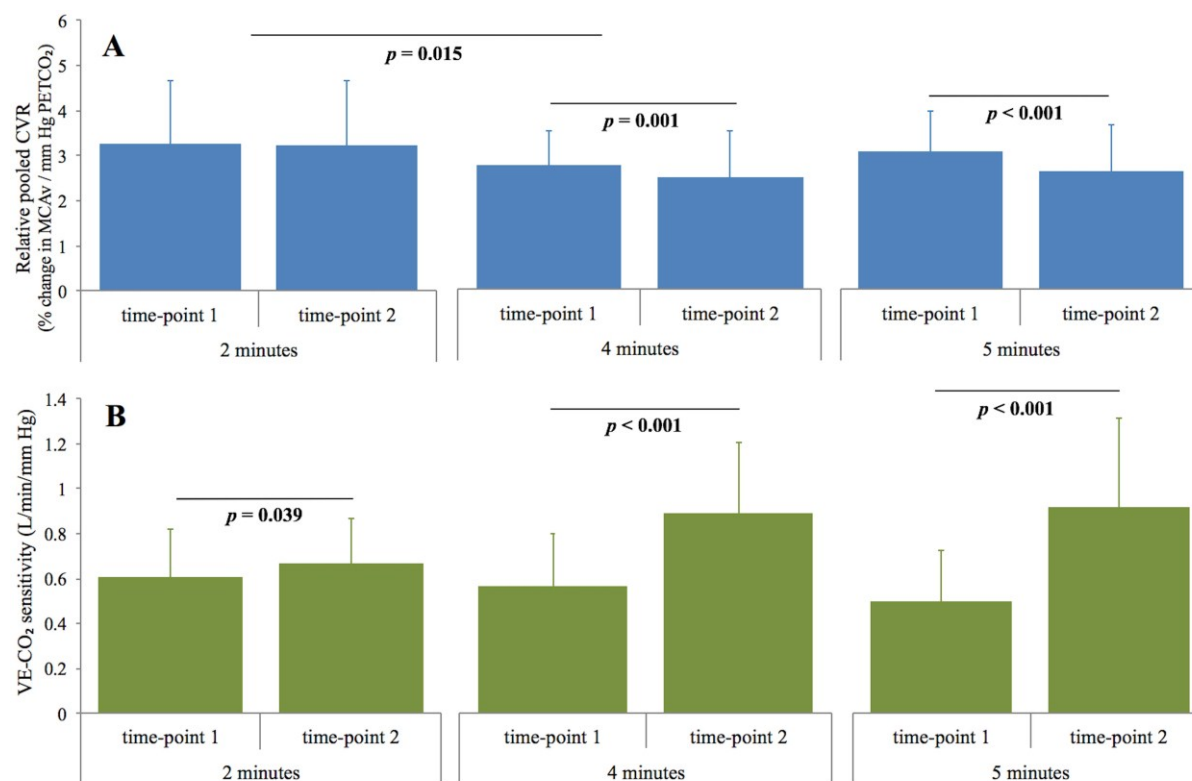 A
Relative pooled CVR
(% change in MCAv / mm Hg PETCO₂)
6
5
4
3
2
1
0
p = 0.015
p = 0.001
p < 0.001
time-point 1 time-point 2 time-point 1 time-point 2 time-point 1 time-point 2
2 minutes 4 minutes 5 minutes
B
VE-CO₂ sensitivity (L/min/mm Hg)
1.4
1.2
1
0.8
0.6
0.4
0.2
0
p = 0.039
p < 0.001
p < 0.001
time-point 1 time-point 2 time-point 1 time-point 2 time-point 1 time-point 2
2 minutes 4 minutes 5 minutes